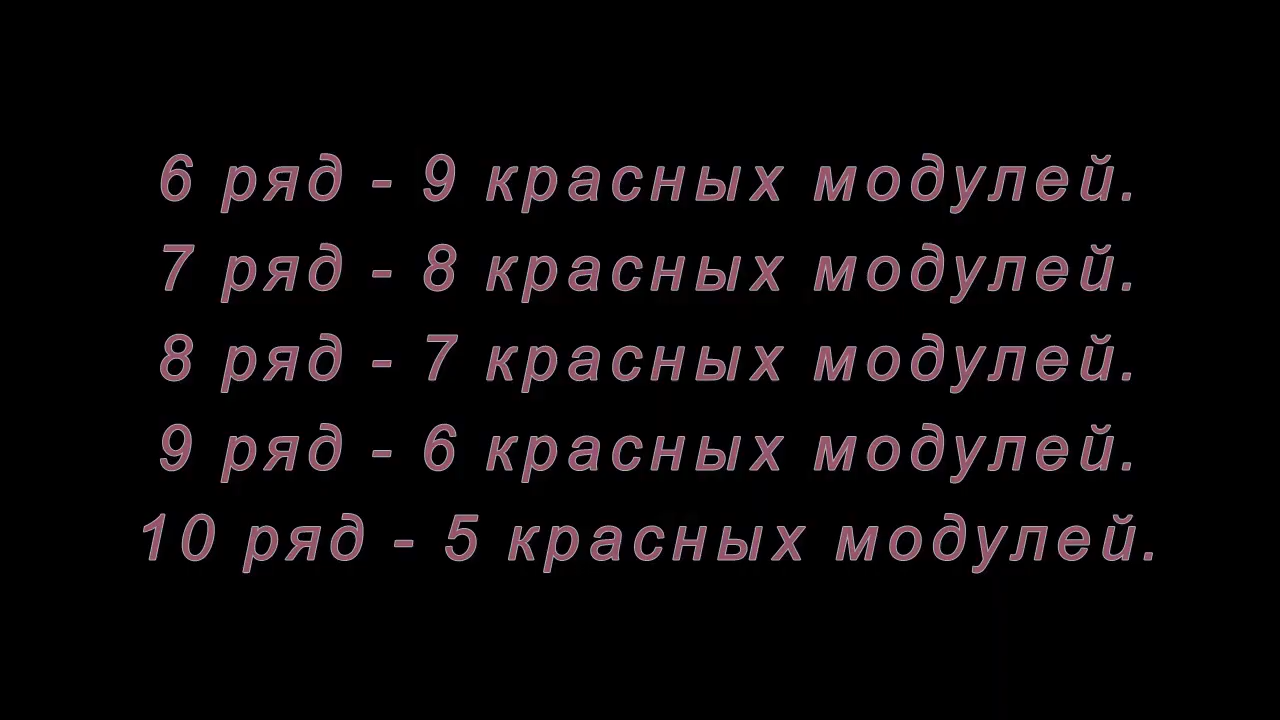 6 ряд - 9 красных модулей.
7 ряд - 8 красных модулей.
8 ряд - 7 красных модулей.
9 ряд - 6 красных модулей.
10 ряд - 5 красных модулей.